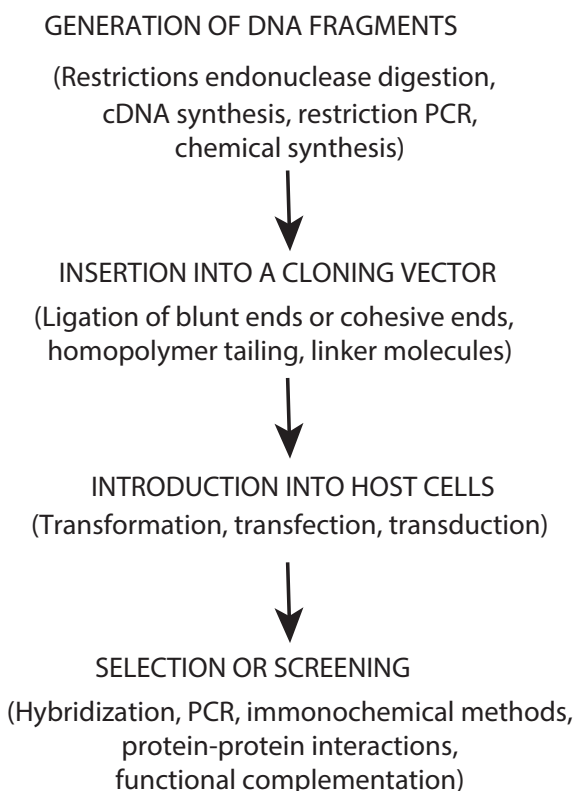 GENERATION OF DNA FRAGMENTS
(Restrictions endonuclease digestion,
cDNA synthesis, restriction PCR,
chemical synthesis)
INSERTION INTO A CLONING VECTOR
(Ligation of blunt ends or cohesive ends,
homopolymer tailing, linker molecules)
INTRODUCTION INTO HOST CELLS
(Transformation, transfection, transduction)
SELECTION OR SCREENING
(Hybridization, PCR, immonochemical methods,
protein-protein interactions,
functional complementation)